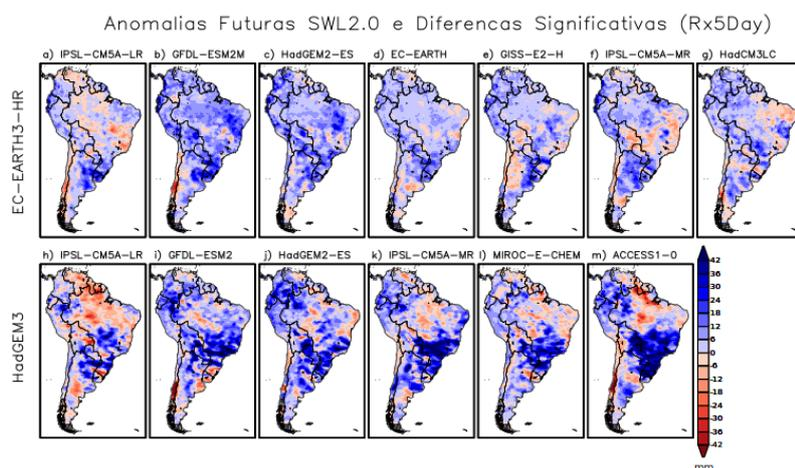 Anomalias Futuras SWL2.0 e Diferencas Significativas (Rx5Day)
a) IPSL-CM5A-LR b) GFDL-ESM2M c) HadGEM2-ES d) EC-EARTH e) GISS-E2-H f) IPSL-CM5A-MR g) HadCM3LC
EC-EARTH3-HR
h) IPSL-CM5A-LR i) GFDL-ESM2 j) HadGEM2-ES k) IPSL-CM5A-MR l) MIROC-E-CHEM m) ACCESS1-0
HadGEM3
42
36
30
24
18
12
6
0
-6
-12
-18
-24
-30
-36
-42
mm